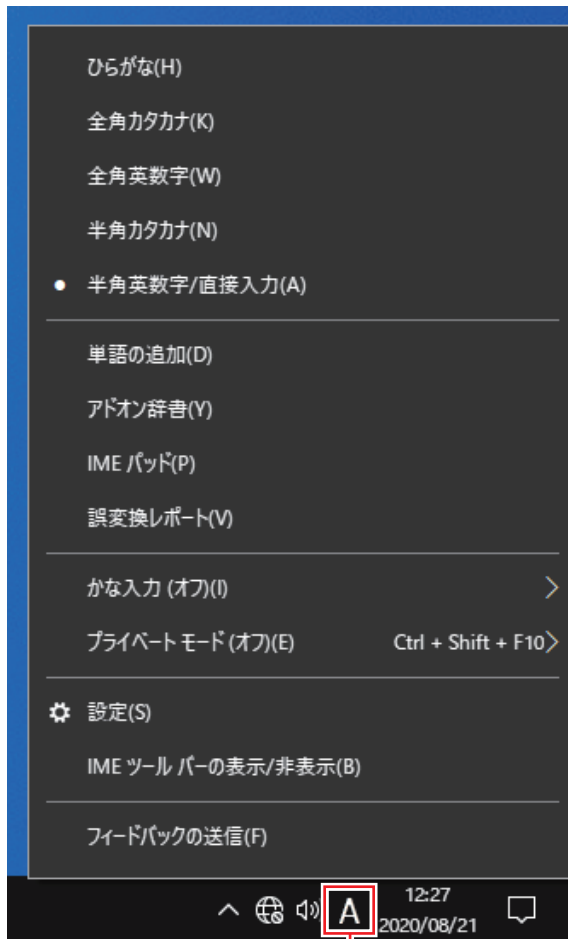 ひらがな(H)
全角カタカナ(K)
全角英数字(W)
半角カタカナ(N)
半角英数字/直接入力(A)
単語の追加(D)
アドオン辞書(Y)
IME パッド(P)
誤変換レポート(V)
かな入力 (オフ)(I)
プライベート モード (オフ)(E) Ctrl + Shift + F10
設定(S)
IME ツール バーの表示/非表示(B)
フィードバックの送信(F)
A 12:27
2020/08/21